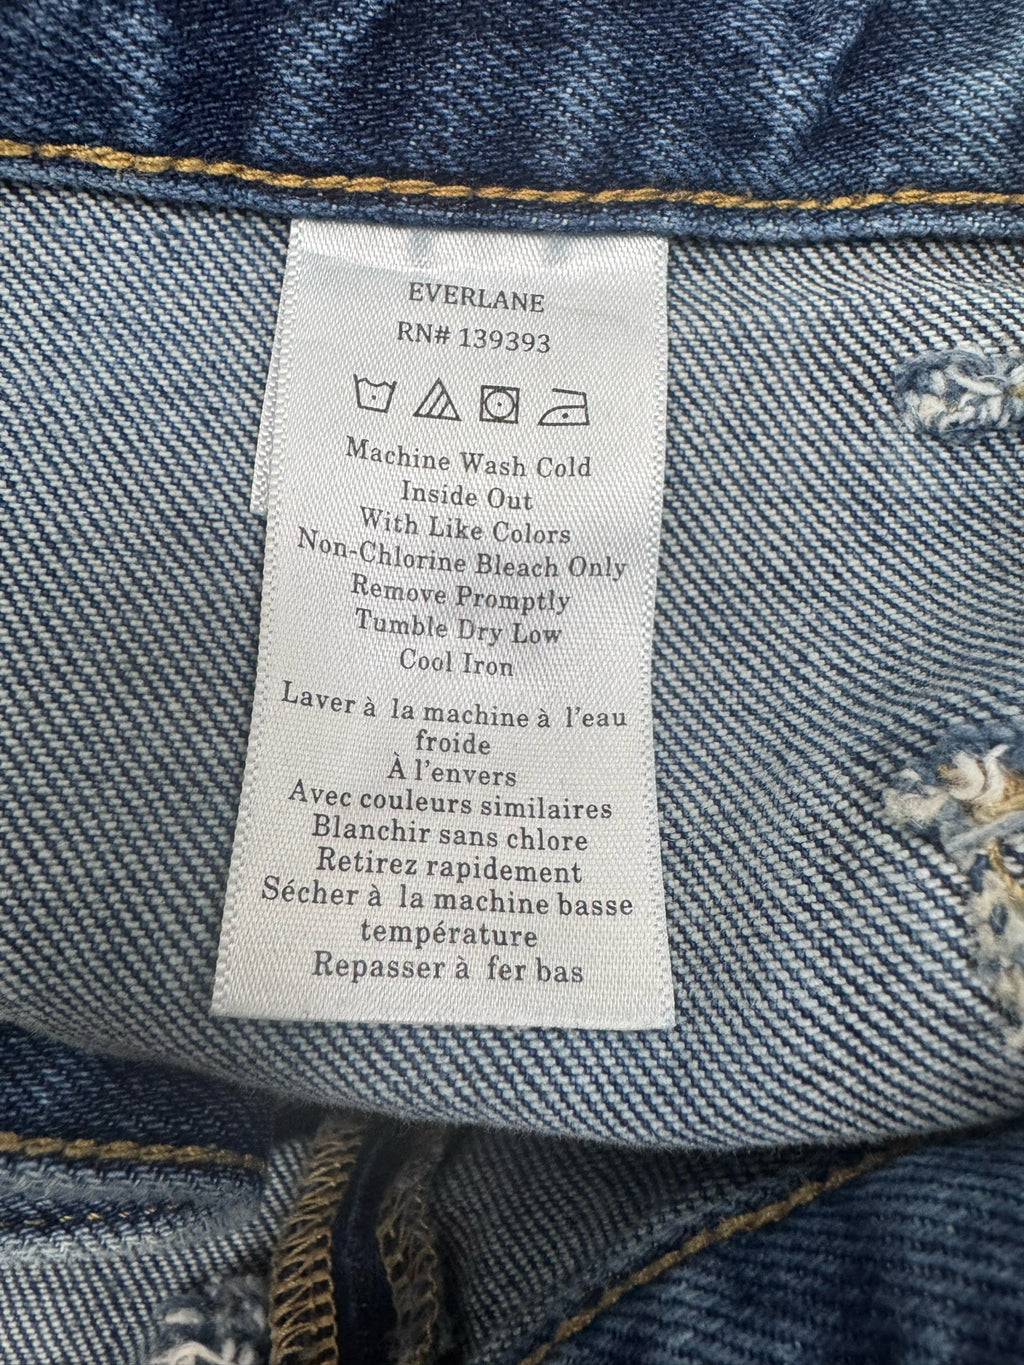 EVERLANE
RN# 139393
Machine Wash Cold
Inside Out
With Like Colors
Non-Chlorine Bleach Only
Remove Promptly
Tumble Dry Low
Cool Iron
Laver à la machine à l'eau
froide
À l'envers
Avec couleurs similaires
Blanchir sans chlore
Retirez rapidement
Sécher à la machine basse
température
Repasser à fer bas